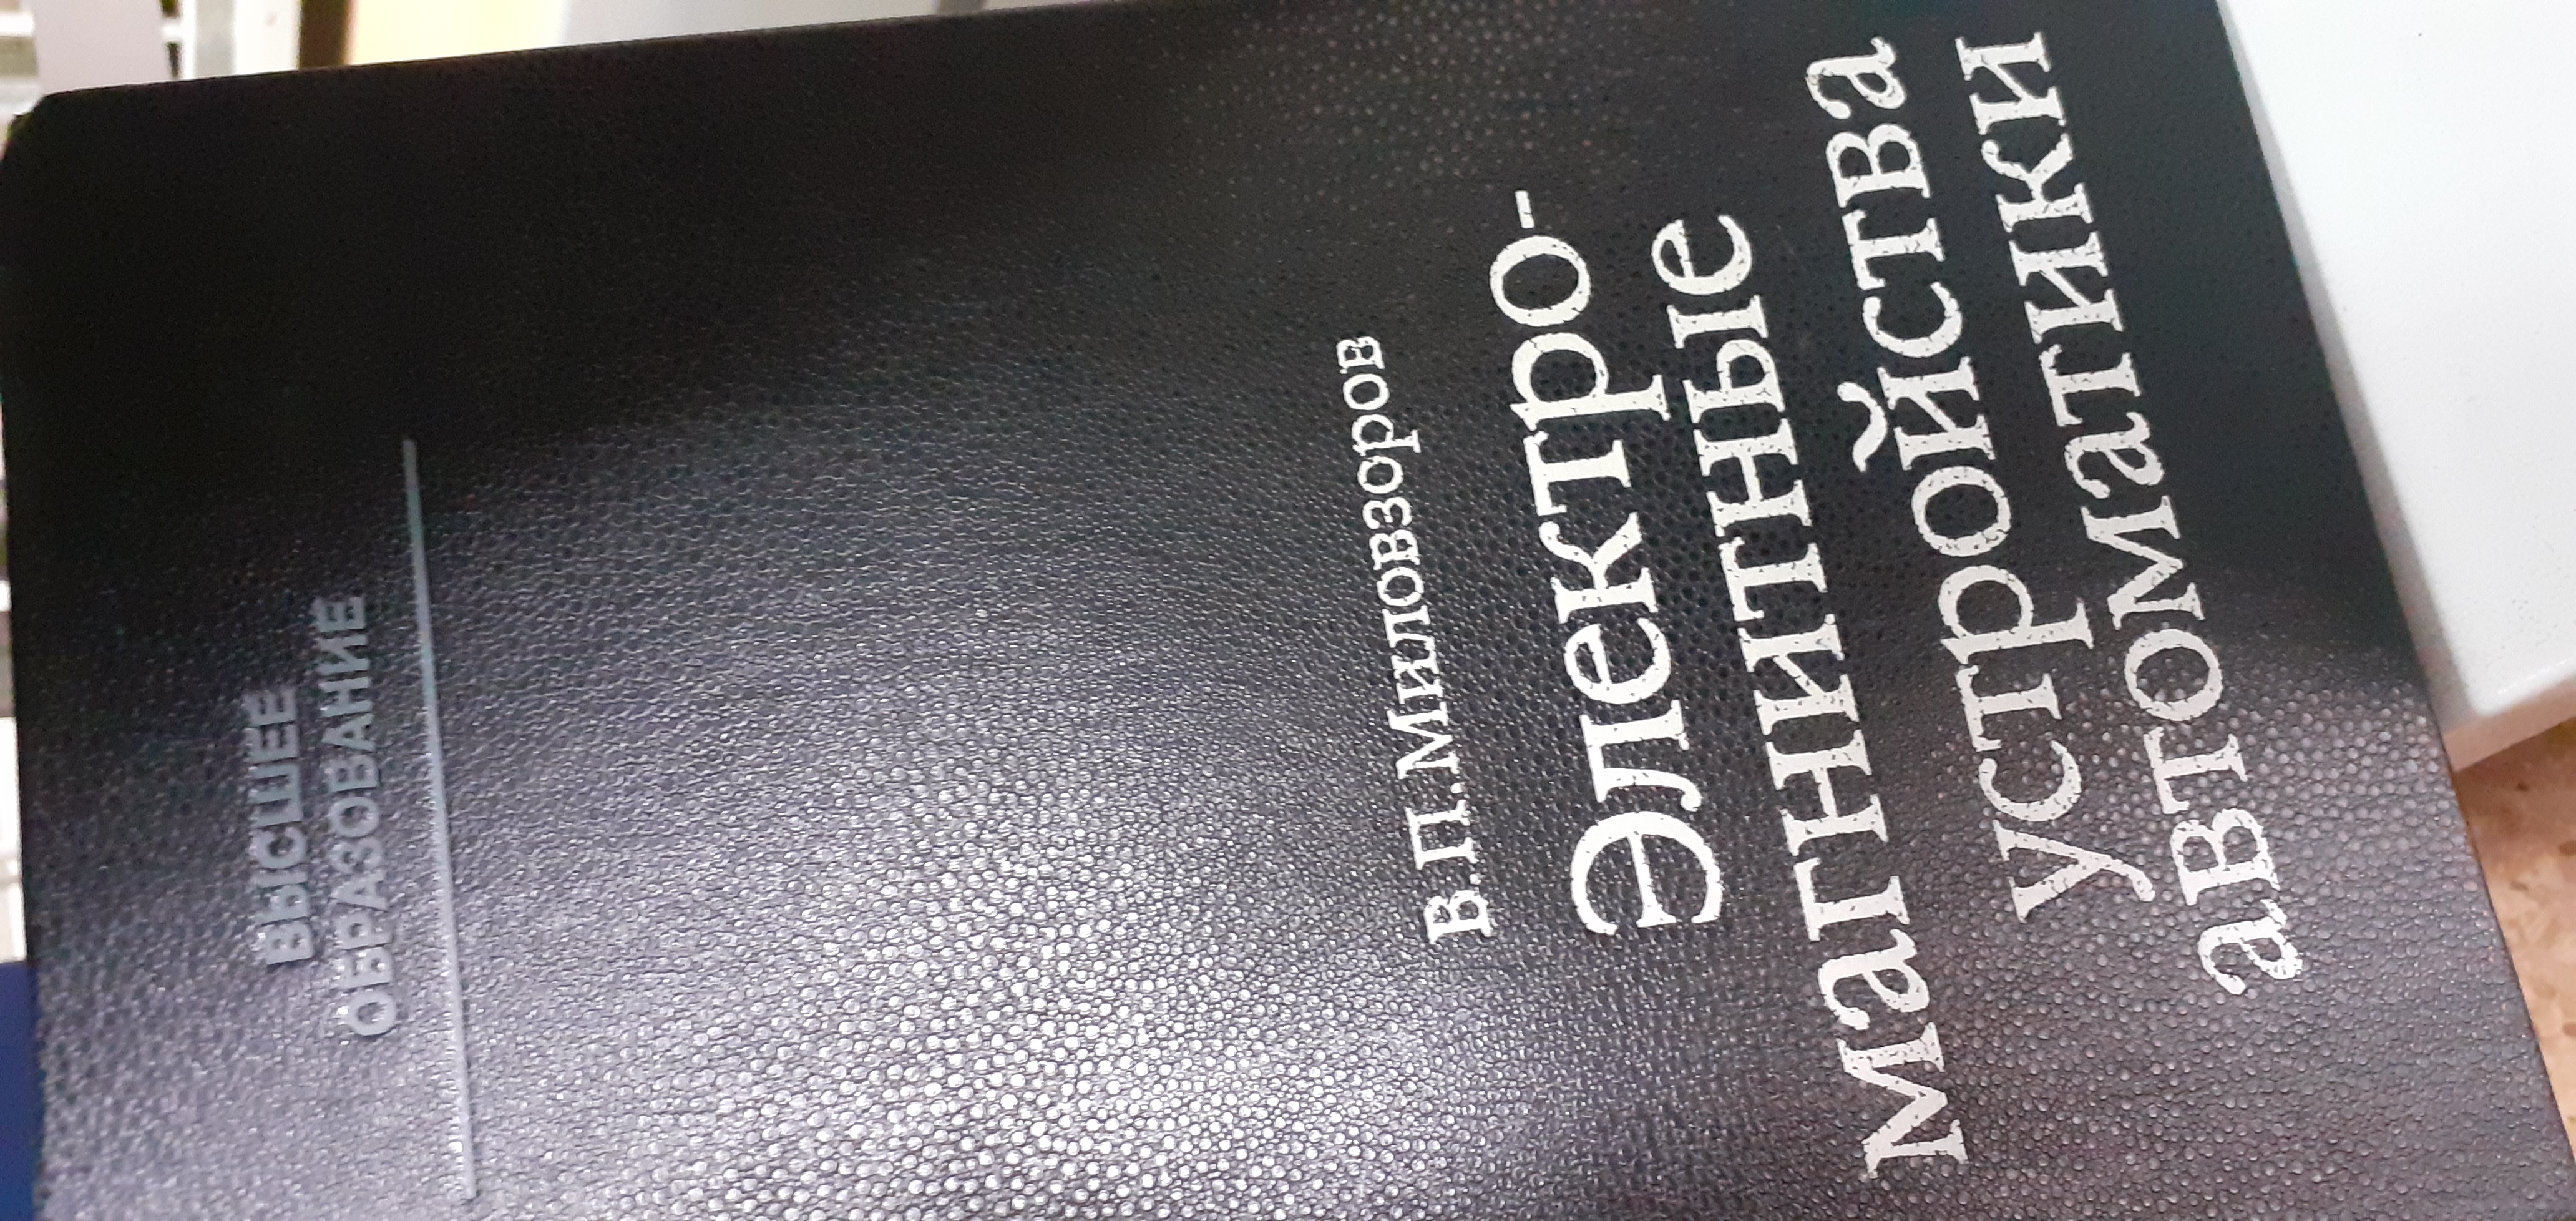 ВЫСШЕЕ
ОБРАЗОВАНИЕ
В.П.Миловзоров
Электро-
магнитные
устройства
автоматики